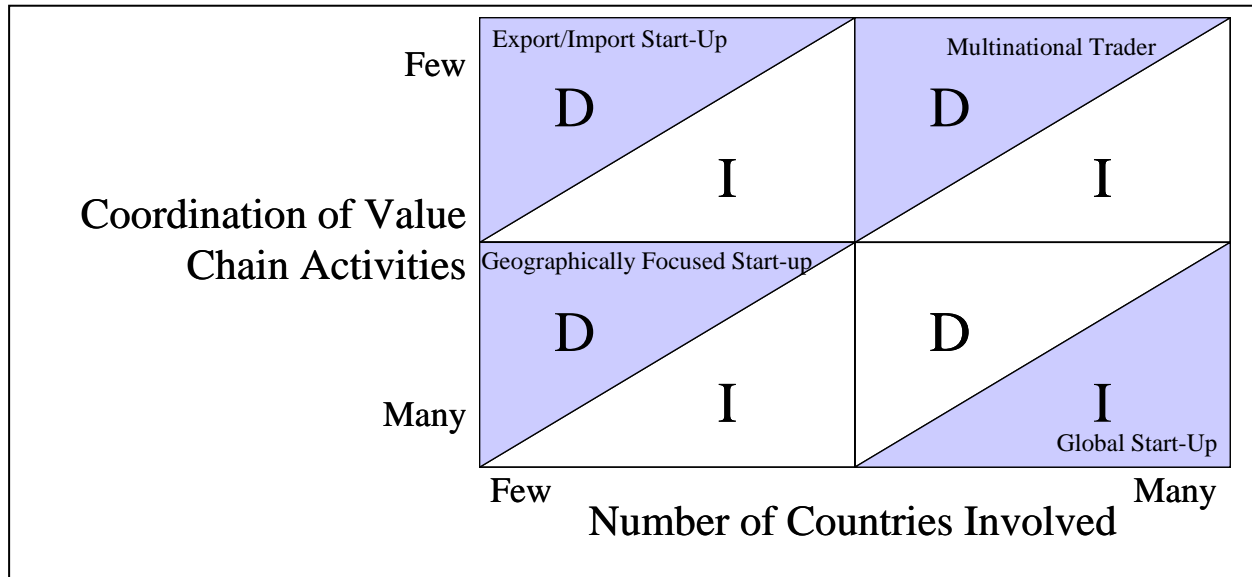 Export/Import Start-Up
Multinational Trader
Few
D
D
I
I
Coordination of Value
Chain Activities
Geographically Focused Start-up
D
D
Many
I
I
Global Start-Up
Few
Many
Number of Countries Involved